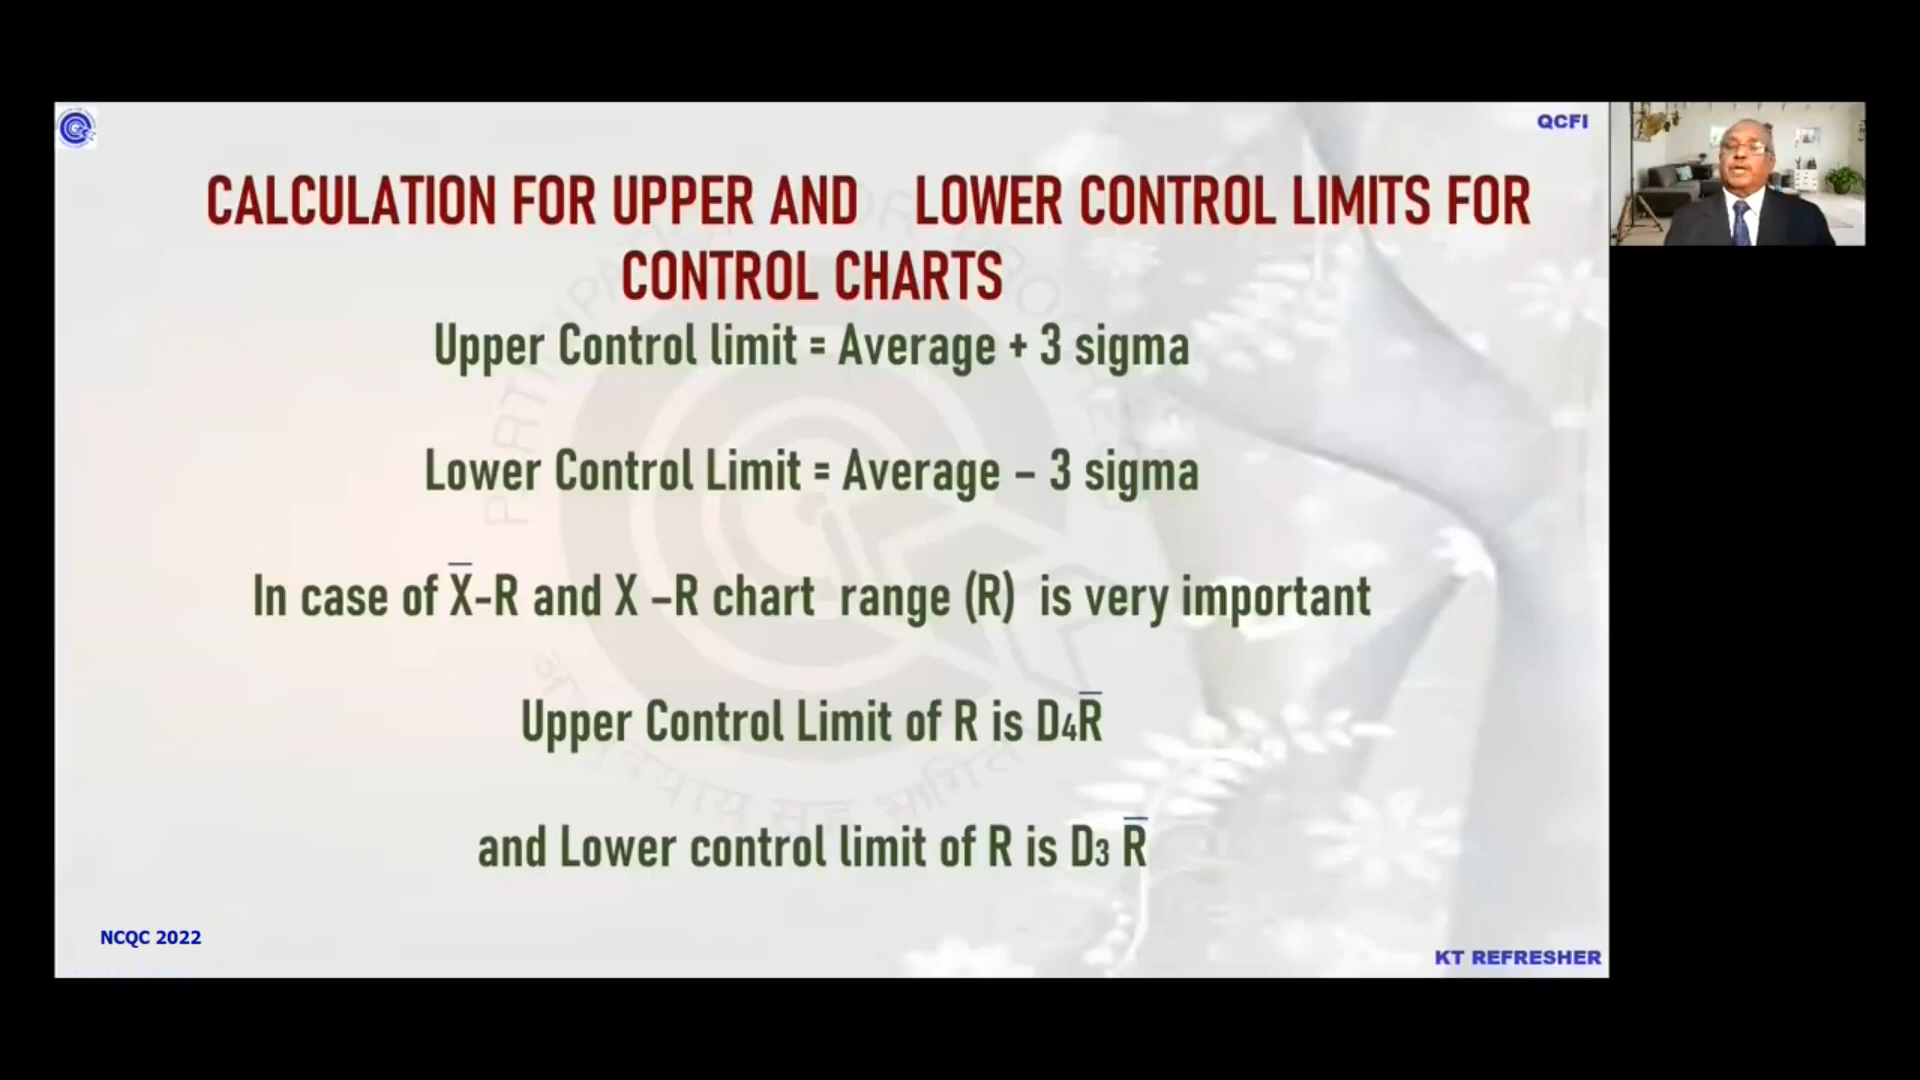 QCFI
CALCULATION FOR UPPER AND LOWER CONTROL LIMITS FOR
CONTROL CHARTS
Upper Control limit = Average + 3 sigma
Lower Control Limit = Average – 3 sigma
In case of X̅-R and X –R chart range (R) is very important
Upper Control Limit of R is D₄R̅
and Lower control limit of R is D₃ R̅
NCQC 2022
KT REFRESHER